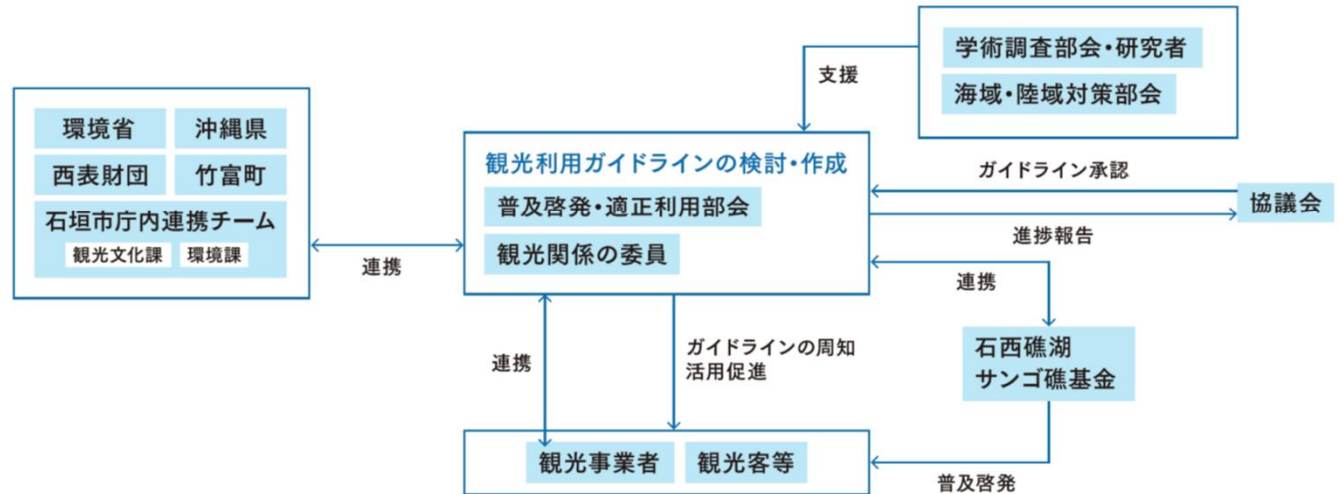 学術調査部会・研究者
支援
海域・陸域対策部会
環境省
沖縄県
西表財団
竹富町
石垣市庁内連携チーム
観光文化課
環境課
連携
観光利用ガイドラインの検討・作成
普及啓発・適正利用部会
観光関係の委員
ガイドライン承認
協議会
進捗報告
連携
石西礁湖
サンゴ礁基金
連携
ガイドラインの周知
活用促進
観光事業者
観光客等
普及啓発